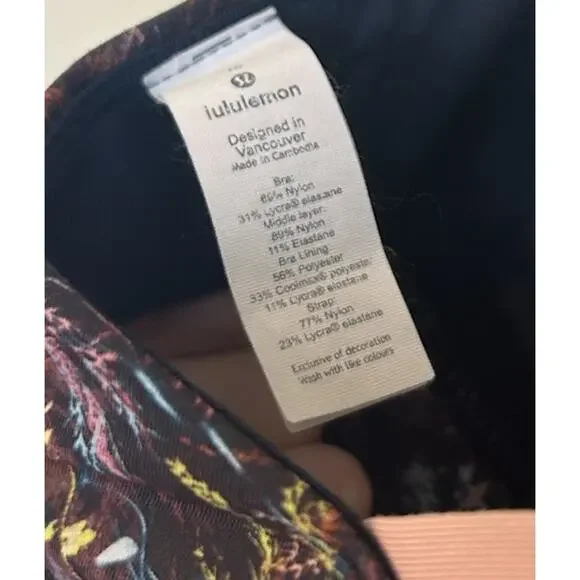 lululemon
Designed in
Vancouver
Made in Cambodia
Bra:
69% Nylon
31% Lycra® elastane
Middle layer:
89% Nylon
11% Elastane
Bra Lining:
56% Polyester
33% Coolmax® polyester
11% Lycra® elastane
Strap:
77% Nylon
23% Lycra® elastane
Exclusive of decoration
Wash with like colours